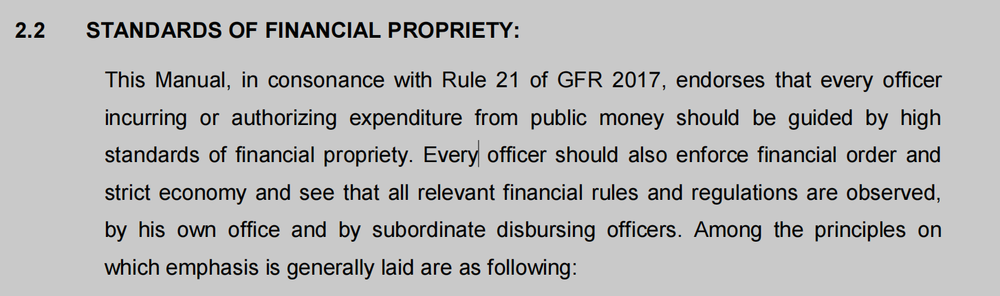 2.2 STANDARDS OF FINANCIAL PROPRIETY:
This Manual, in consonance with Rule 21 of GFR 2017, endorses that every officer
incurring or authorizing expenditure from public money should be guided by high
standards of financial propriety. Every officer should also enforce financial order and
strict economy and see that all relevant financial rules and regulations are observed,
by his own office and by subordinate disbursing officers. Among the principles on
which emphasis is generally laid are as following: